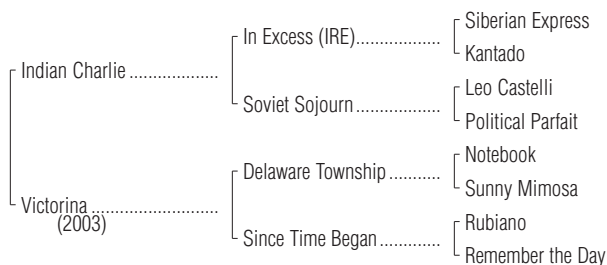 Siberian Express
In Excess (IRE)..................
Kantado
Indian Charlie ...................
Leo Castelli
Soviet Sojourn..................
Political Parfait
Notebook
Delaware Township ...........
Sunny Mimosa
Victorina ...........................
(2003)
Rubiano
Since Time Began.............
Remember the Day